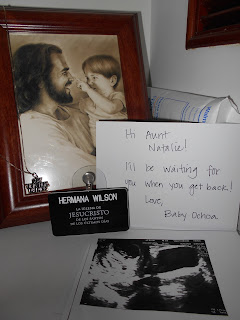 Hi Aunt
Natalie!
I'll be waiting for
you when you get back!
Love,
Baby Ochoa
HERMANA WILSON
LA IGLESIA DE
JESUCRISTO
DE LOS SANTOS
DE LOS ÚLTIMOS DÍAS